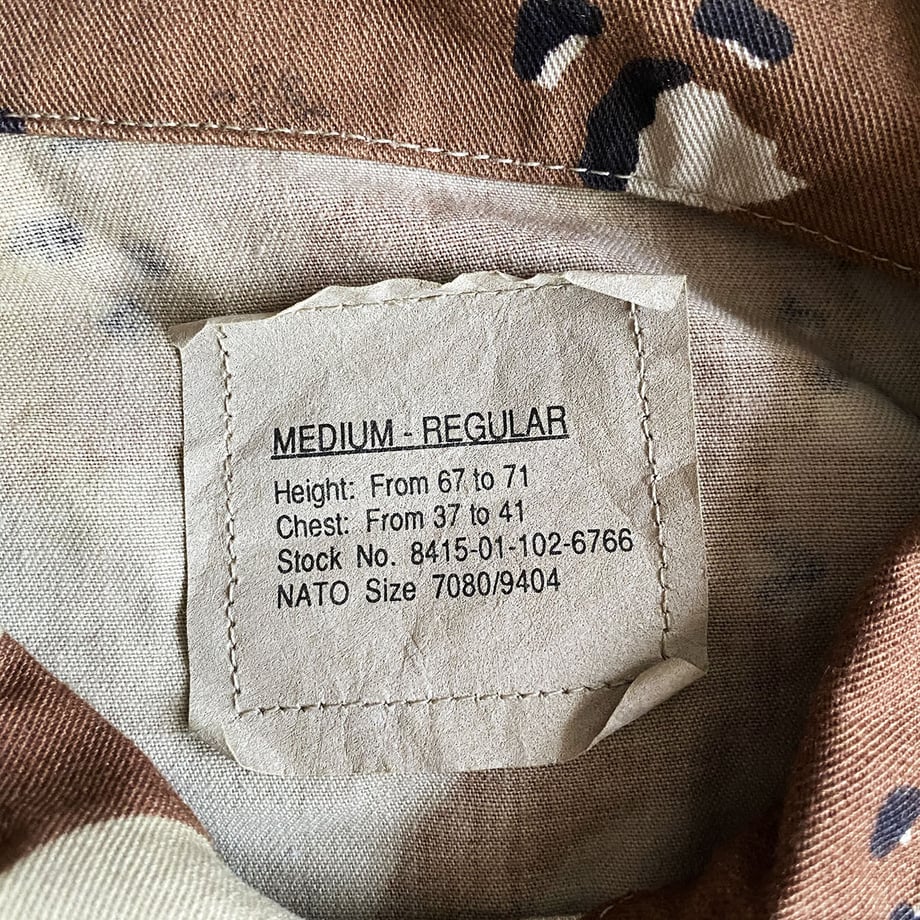 MEDIUM - REGULAR
Height: From 67 to 71
Chest: From 37 to 41
Stock No. 8415-01-102-6766
NATO Size 7080/9404